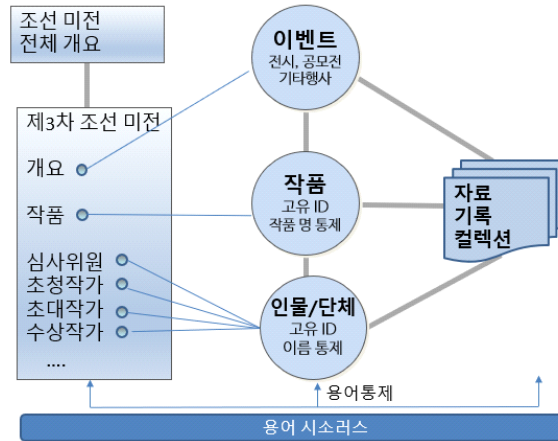 조선 미전
전체 개요
제3차 조선 미전
개요
작품
심사위원
초청작가
초대작가
수상작가
....
이벤트
전시, 공모전
기타행사
작품
고유 ID
작품 명 통제
인물/단체
고유 ID
이름 통제
자료
기록
컬렉션
용어통제
용어 시소러스